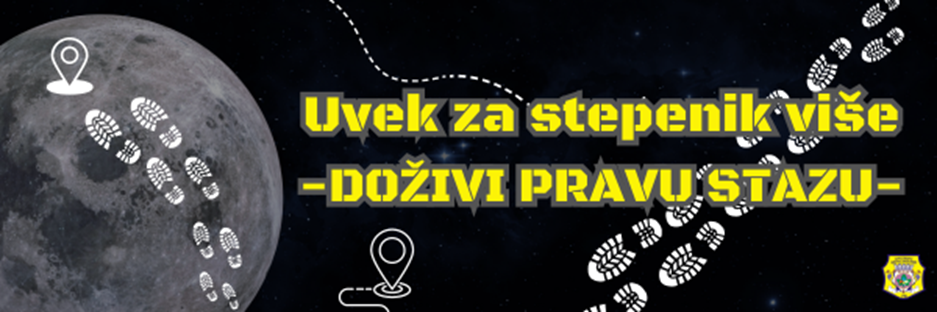 Uvek za stepenik više
–DOŽIVI PRAVU STAZU–